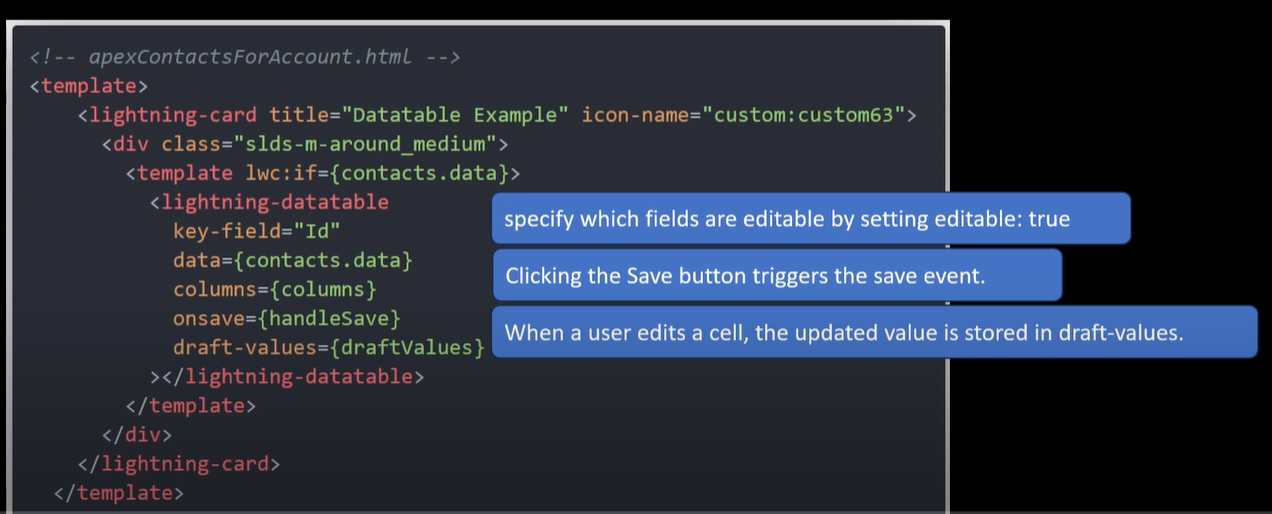 <!-- apexContactsForAccount.html -->
<template>
<lightning-card title="Datatable Example" icon-name="custom:custom63">
<div class="slds-m-around_medium">
<template lwc:if={contacts.data}>
<lightning-datatable
specify which fields are editable by setting editable: true
key-field="Id"
data={contacts.data}
Clicking the Save button triggers the save event.
columns={columns}
onsave={handleSave}
When a user edits a cell, the updated value is stored in draft-values.
draft-values={draftValues}
></lightning-datatable>
</template>
</div>
</lightning-card>
</template>